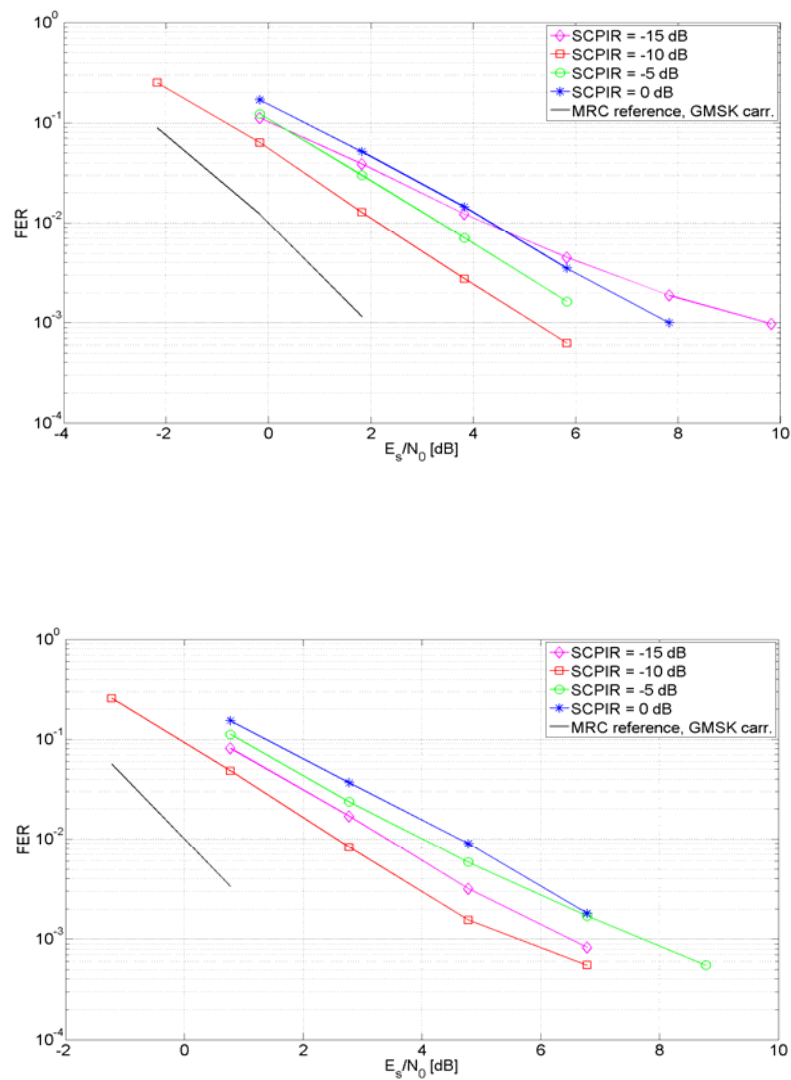 10^0
10^-1
10^-2
10^-3
10^-4
FER
SCPIR = -15 dB
SCPIR = -10 dB
SCPIR = -5 dB
SCPIR = 0 dB
MRC reference, GMSK carr.
-4 -2 0 2 4 6 8 10
E_s/N_0 [dB]
10^0
10^-1
10^-2
10^-3
10^-4
FER
SCPIR = -15 dB
SCPIR = -10 dB
SCPIR = -5 dB
SCPIR = 0 dB
MRC reference, GMSK carr.
-2 0 2 4 6 8 10
E_s/N_0 [dB]